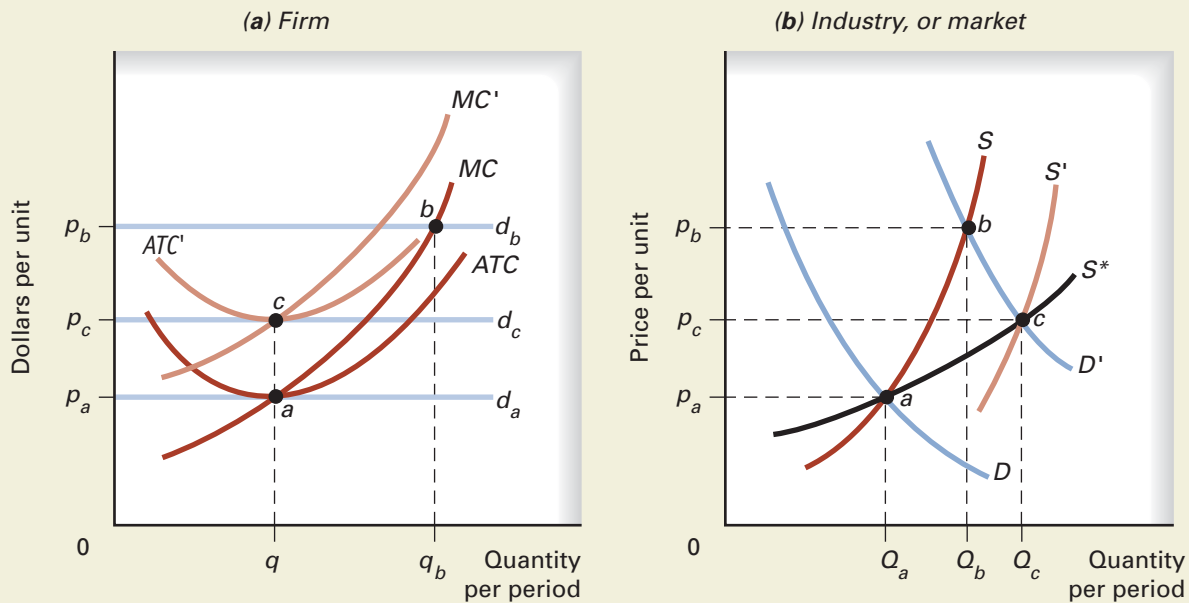 (a) Firm
Dollars per unit
MC'
MC
b
p_b
d_b
ATC'
ATC
c
p_c
d_c
p_a
a
d_a
0
q
q_b
Quantity
per period
(b) Industry, or market
Price per unit
S
S'
p_b
b
S*
p_c
c
D'
p_a
a
D
0
Q_a
Q_b
Q_c
Quantity
per period